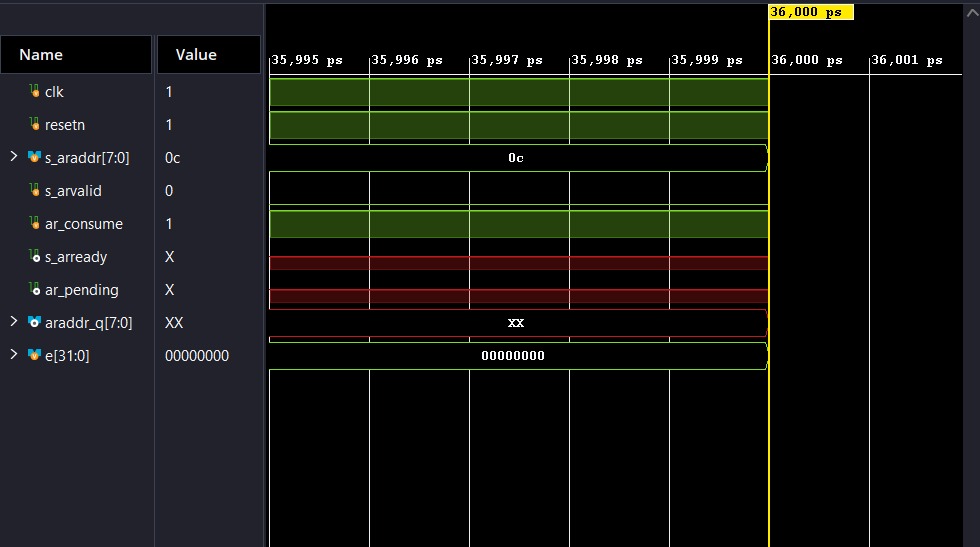 36,000 ps
Name Value
35,995 ps 35,996 ps 35,997 ps 35,998 ps 35,999 ps 36,000 ps 36,001 ps
clk 1
resetn 1
s_araddr[7:0] 0c 0c
s_arvalid 0
ar_consume 1
s_arready X
ar_pending X
araddr_q[7:0] XX XX
e[31:0] 00000000 00000000